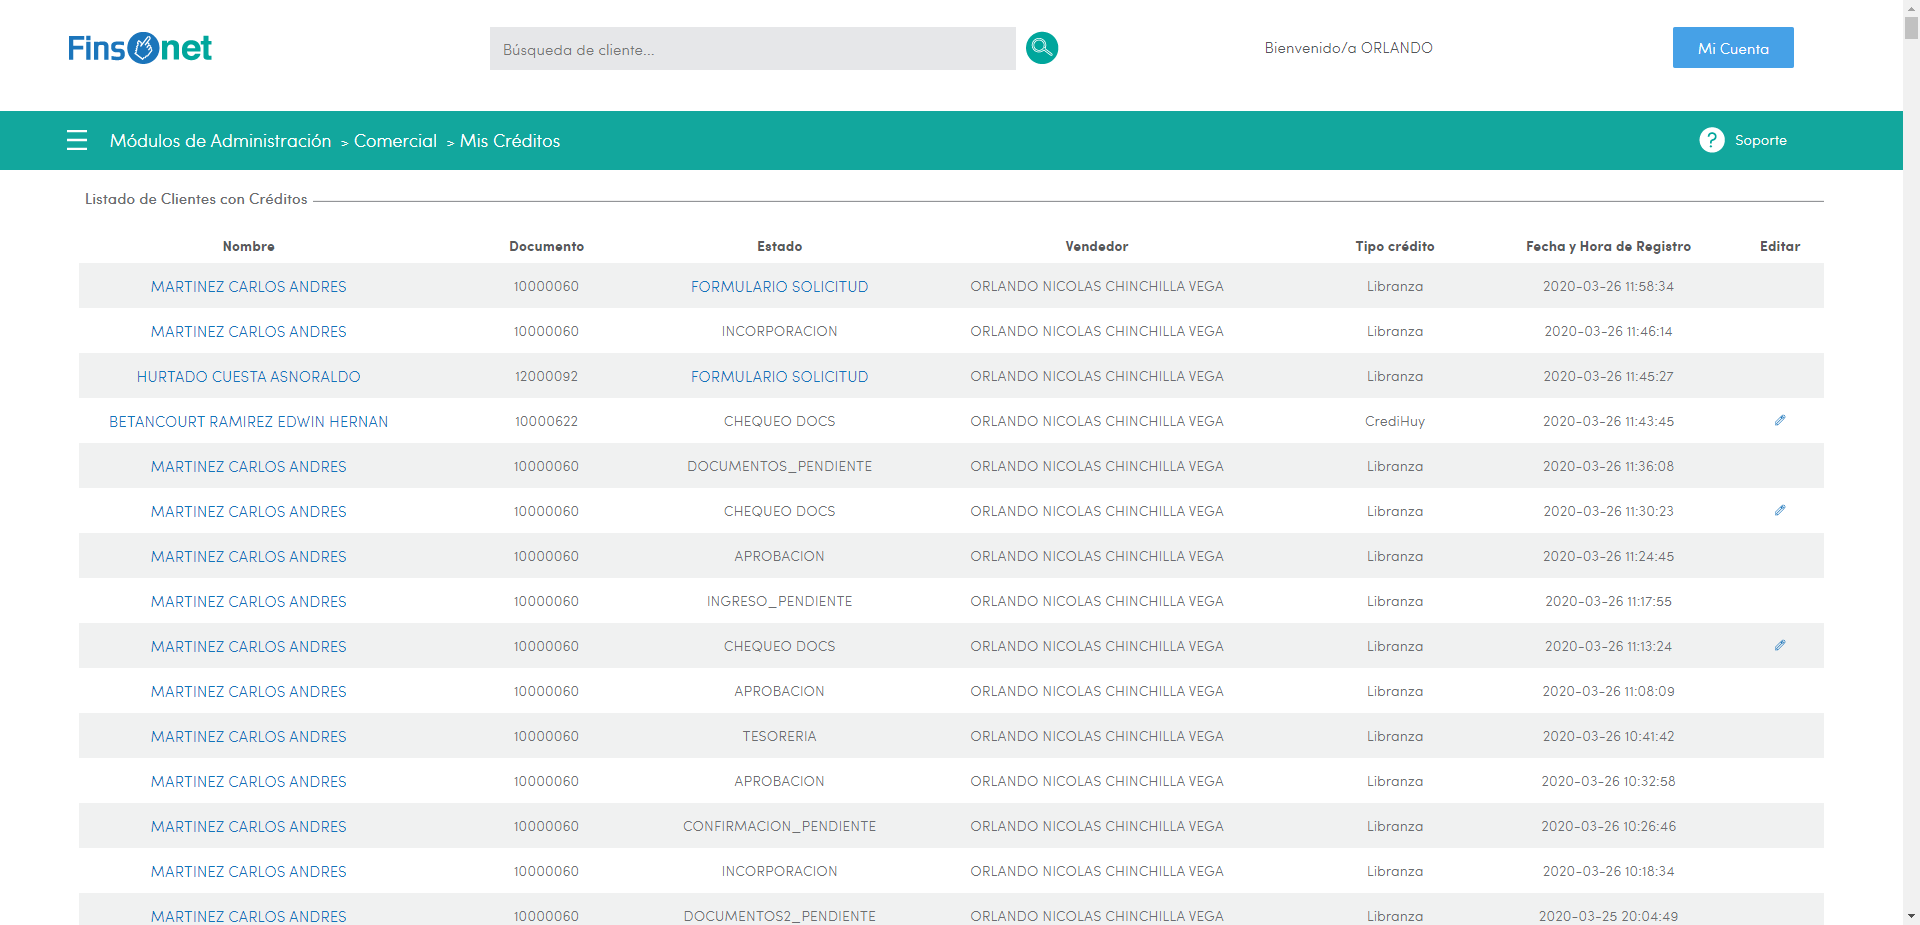 Finsonet
Búsqueda de cliente...
Bienvenido/a ORLANDO
Mi Cuenta
Módulos de Administración > Comercial > Mis Créditos
? Soporte
Listado de Clientes con Créditos
Nombre Documento Estado Vendedor Tipo crédito Fecha y Hora de Registro Editar
MARTINEZ CARLOS ANDRES 10000060 FORMULARIO SOLICITUD ORLANDO NICOLAS CHINCHILLA VEGA Libranza 2020-03-26 11:58:34
MARTINEZ CARLOS ANDRES 10000060 INCORPORACION ORLANDO NICOLAS CHINCHILLA VEGA Libranza 2020-03-26 11:46:14
HURTADO CUESTA ASNORALDO 12000092 FORMULARIO SOLICITUD ORLANDO NICOLAS CHINCHILLA VEGA Libranza 2020-03-26 11:45:27
BETANCOURT RAMIREZ EDWIN HERNAN 10000622 CHEQUEO DOCS ORLANDO NICOLAS CHINCHILLA VEGA CrediHuy 2020-03-26 11:43:45
MARTINEZ CARLOS ANDRES 10000060 DOCUMENTOS_PENDIENTE ORLANDO NICOLAS CHINCHILLA VEGA Libranza 2020-03-26 11:36:08
MARTINEZ CARLOS ANDRES 10000060 CHEQUEO DOCS ORLANDO NICOLAS CHINCHILLA VEGA Libranza 2020-03-26 11:30:23
MARTINEZ CARLOS ANDRES 10000060 APROBACION ORLANDO NICOLAS CHINCHILLA VEGA Libranza 2020-03-26 11:24:45
MARTINEZ CARLOS ANDRES 10000060 INGRESO_PENDIENTE ORLANDO NICOLAS CHINCHILLA VEGA Libranza 2020-03-26 11:17:55
MARTINEZ CARLOS ANDRES 10000060 CHEQUEO DOCS ORLANDO NICOLAS CHINCHILLA VEGA Libranza 2020-03-26 11:13:24
MARTINEZ CARLOS ANDRES 10000060 APROBACION ORLANDO NICOLAS CHINCHILLA VEGA Libranza 2020-03-26 11:08:09
MARTINEZ CARLOS ANDRES 10000060 TESORERIA ORLANDO NICOLAS CHINCHILLA VEGA Libranza 2020-03-26 10:41:42
MARTINEZ CARLOS ANDRES 10000060 APROBACION ORLANDO NICOLAS CHINCHILLA VEGA Libranza 2020-03-26 10:32:58
MARTINEZ CARLOS ANDRES 10000060 CONFIRMACION_PENDIENTE ORLANDO NICOLAS CHINCHILLA VEGA Libranza 2020-03-26 10:26:46
MARTINEZ CARLOS ANDRES 10000060 INCORPORACION ORLANDO NICOLAS CHINCHILLA VEGA Libranza 2020-03-26 10:18:34
MARTINEZ CARLOS ANDRES 10000060 DOCUMENTOS2_PENDIENTE ORLANDO NICOLAS CHINCHILLA VEGA Libranza 2020-03-25 20:04:49